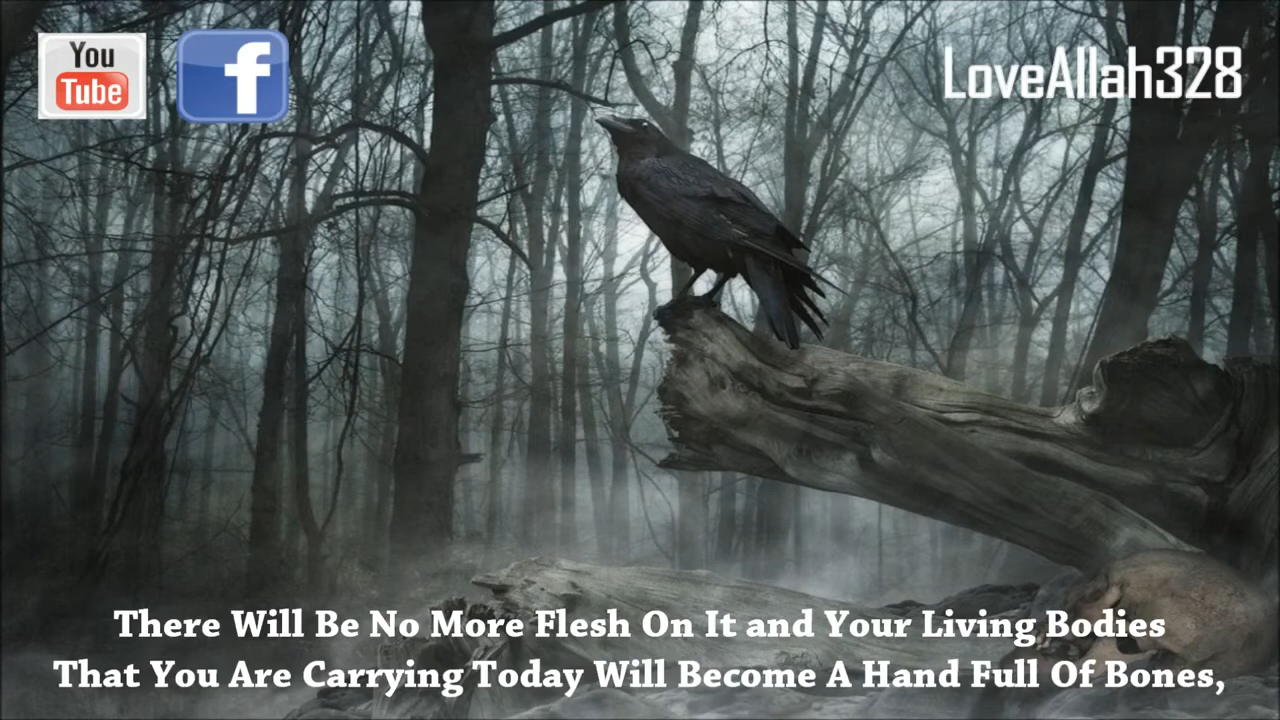 You
Tube
f
LoveAllah328
There Will Be No More Flesh On It and Your Living Bodies
That You Are Carrying Today Will Become A Hand Full Of Bones,